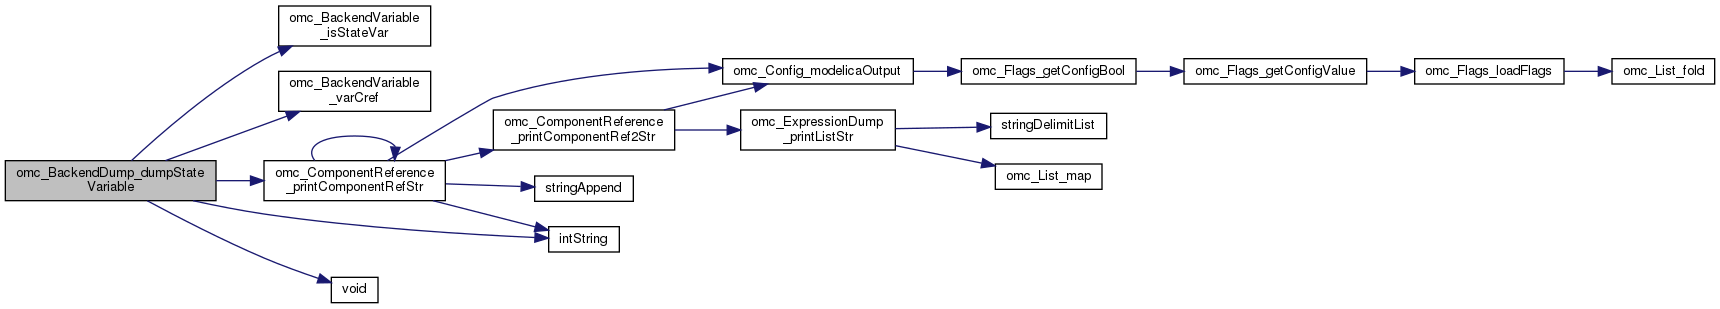 omc_BackendVariable
_isStateVar
omc_BackendVariable
_varCref
omc_BackendDump_dumpState
Variable
omc_ComponentReference
_printComponentRefStr
void
omc_ComponentReference
_printComponentRef2Str
stringAppend
intString
omc_Config_modelicaOutput
omc_ExpressionDump
_printListStr
omc_Flags_getConfigBool
stringDelimitList
omc_List_map
omc_Flags_getConfigValue
omc_Flags_loadFlags
omc_List_fold